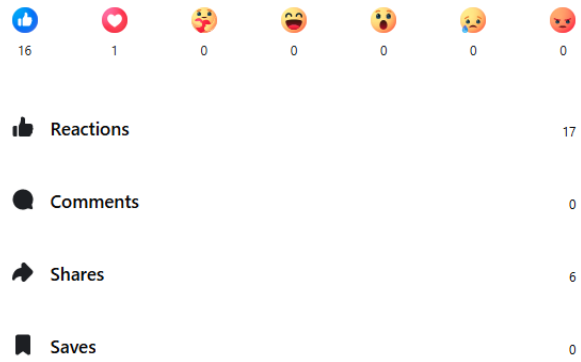 16 1 0 0 0 0 0
Reactions 17
Comments 0
Shares 6
Saves 0